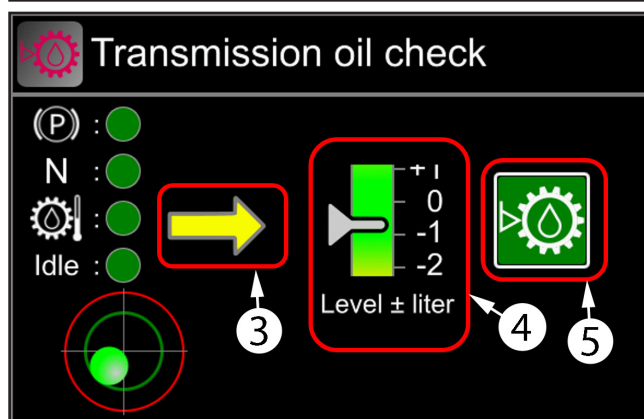 Transmission oil check
(P) :
N :
:
Idle :
+1
0
-1
-2
Level ± liter
3
4
5